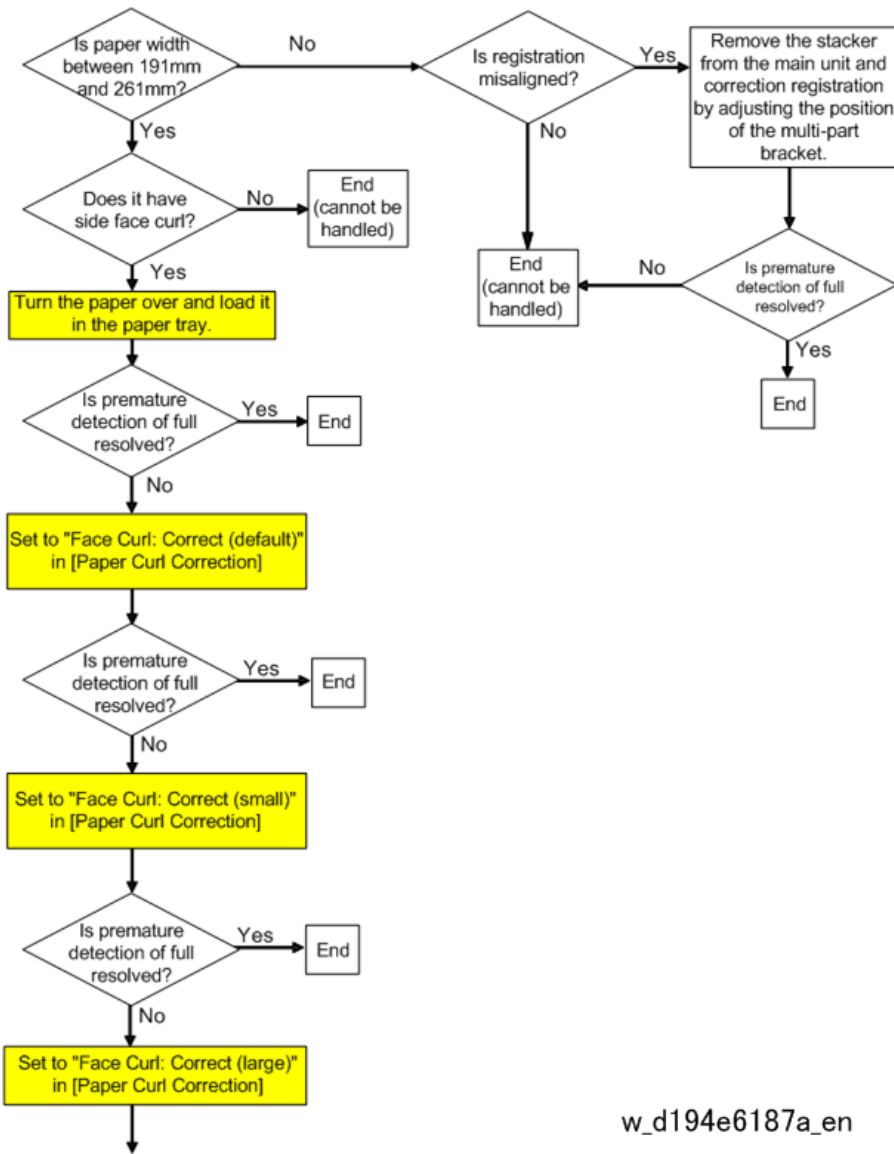 Is paper width
between 191mm
and 261mm?
No
Is registration
misaligned?
Yes
Remove the stacker
from the main unit and
correction registration
by adjusting the position
of the multi-part
bracket.
Yes
No
Does it have
side face curl?
No
End
(cannot be
handled)
Yes
End
(cannot be
handled)
No
Is premature
detection of full
resolved?
Yes
End
Turn the paper over and load it
in the paper tray.
Is premature
detection of full
resolved?
Yes
End
No
Set to "Face Curl: Correct (default)"
in [Paper Curl Correction]
Is premature
detection of full
resolved?
Yes
End
No
Set to "Face Curl: Correct (small)"
in [Paper Curl Correction]
Is premature
detection of full
resolved?
Yes
End
No
Set to "Face Curl: Correct (large)"
in [Paper Curl Correction]
w_d194e6187a_en